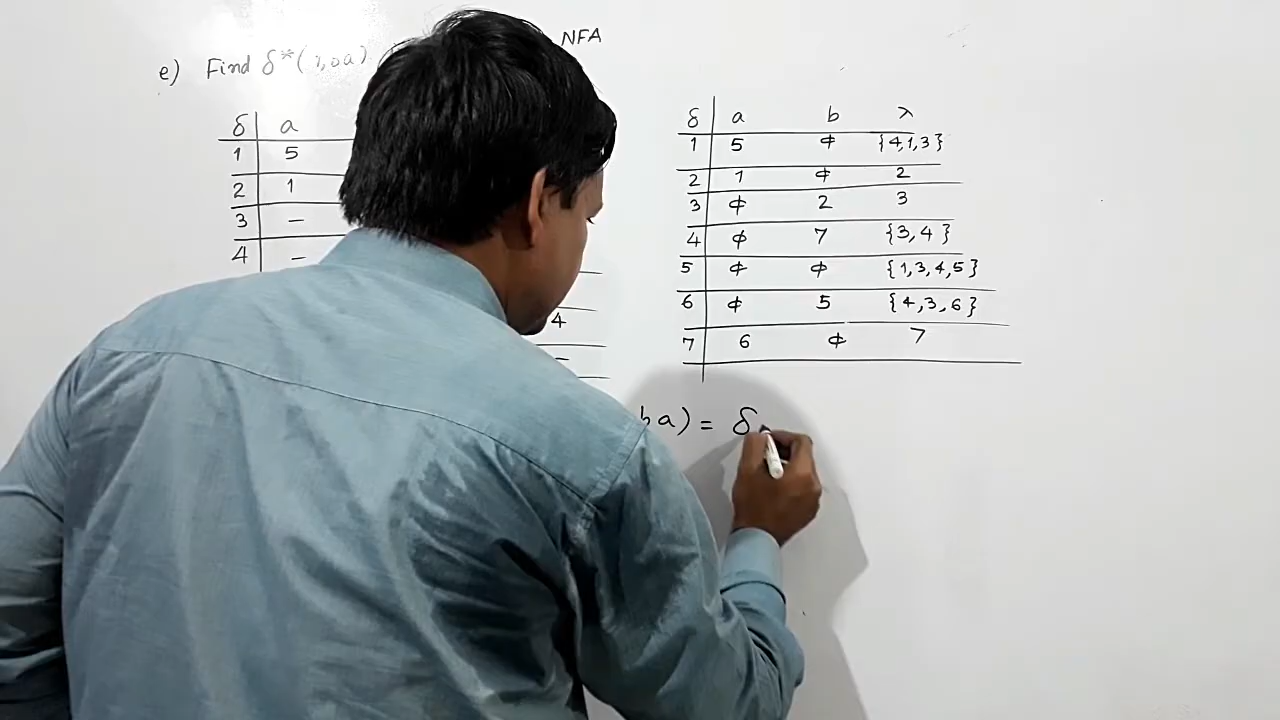 NFA
e) Find δ*(1,ba)
δ a
1 5
2 1
3 –
4 –
4
–
δ a b λ
1 5 ϕ {4,1,3}
2 1 ϕ 2
3 ϕ 2 3
4 ϕ 7 {3,4}
5 ϕ ϕ {1,3,4,5}
6 ϕ 5 {4,3,6}
7 6 ϕ 7
ba) = δ